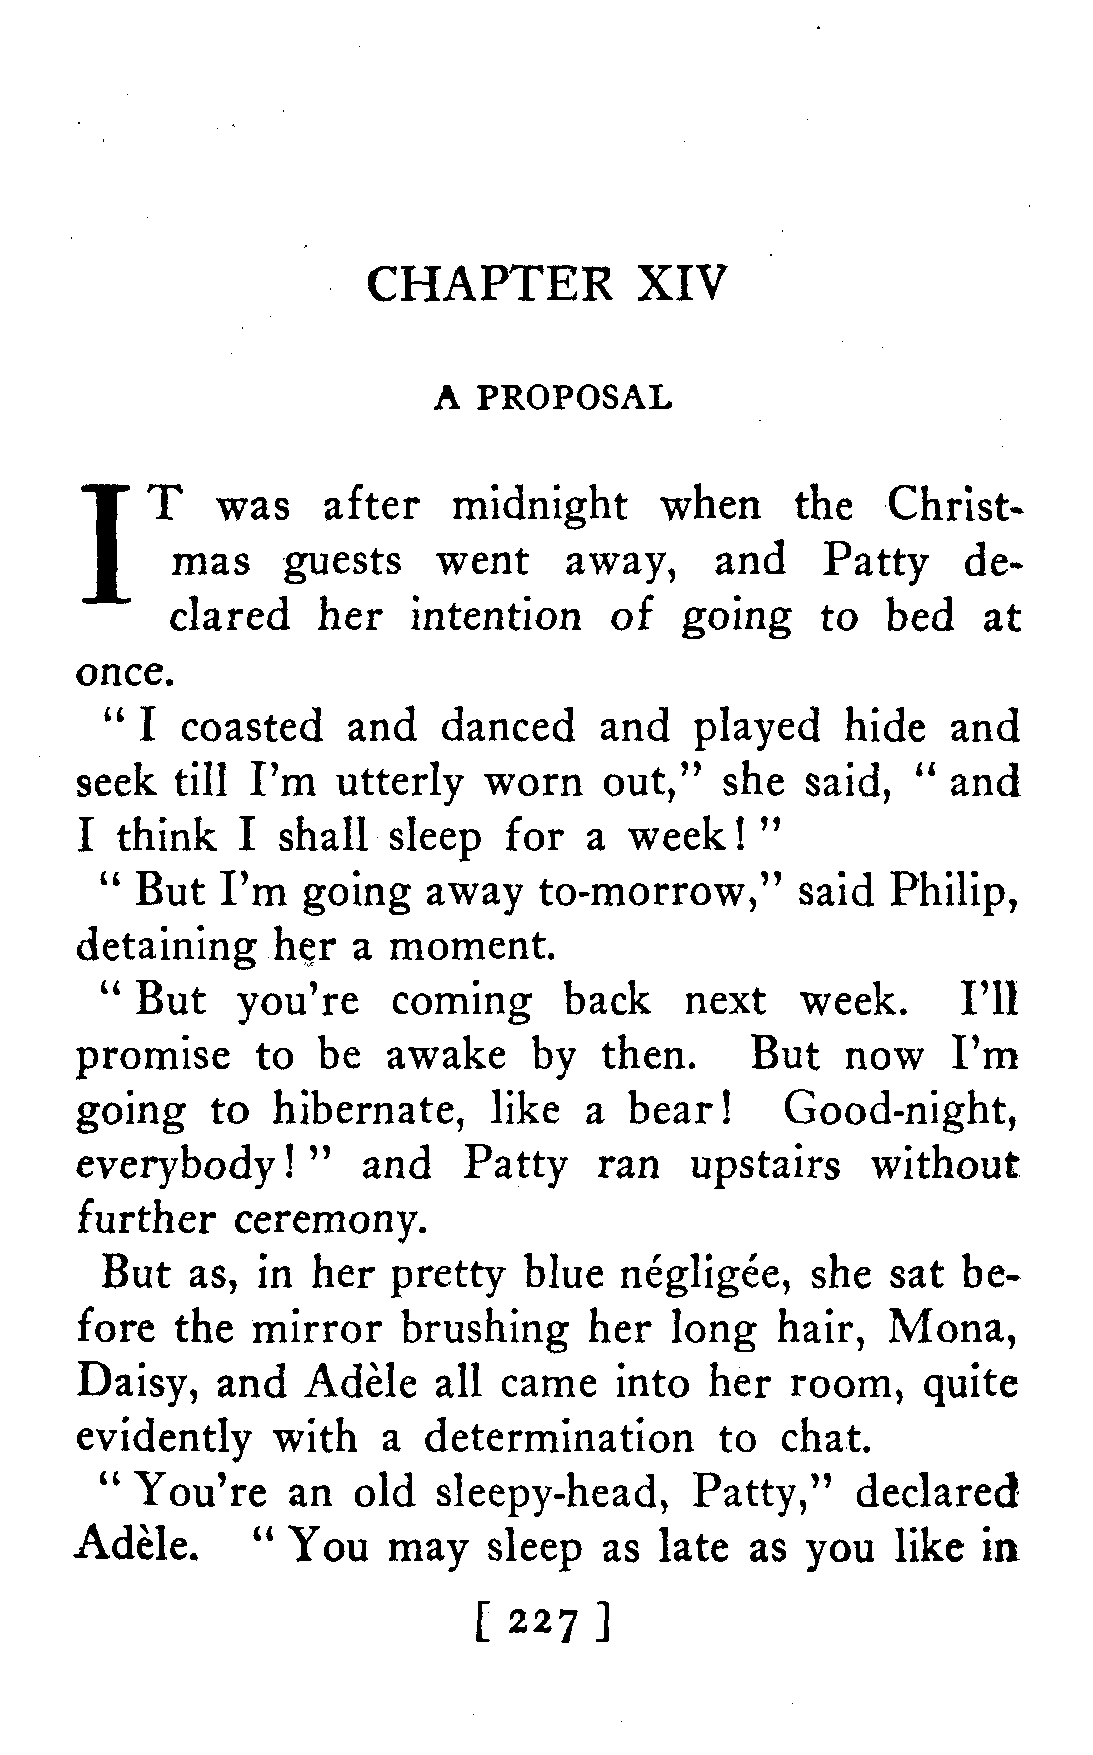 CHAPTER XIV
A PROPOSAL
IT was after midnight when the Christ-
mas guests went away, and Patty de-
clared her intention of going to bed at
once.
" I coasted and danced and played hide and
seek till I'm utterly worn out," she said, " and
I think I shall sleep for a week! "
" But I'm going away to-morrow," said Philip,
detaining her a moment.
" But you're coming back next week. I'll
promise to be awake by then. But now I'm
going to hibernate, like a bear! Good-night,
everybody! " and Patty ran upstairs without
further ceremony.
But as, in her pretty blue négligée, she sat be-
fore the mirror brushing her long hair, Mona,
Daisy, and Adèle all came into her room, quite
evidently with a determination to chat.
" You're an old sleepy-head, Patty," declared
Adèle. " You may sleep as late as you like in
[ 227 ]